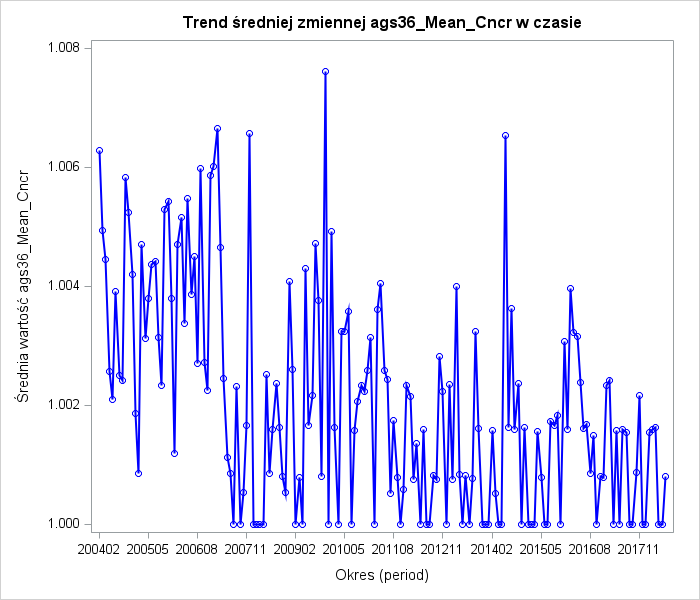 Trend średniej zmiennej ags36_Mean_Cncr w czasie
Średnia wartość ags36_Mean_Cncr
1.008
1.006
1.004
1.002
1.000
200402 200505 200608 200711 200902 201005 201108 201211 201402 201505 201608 201711
Okres (period)